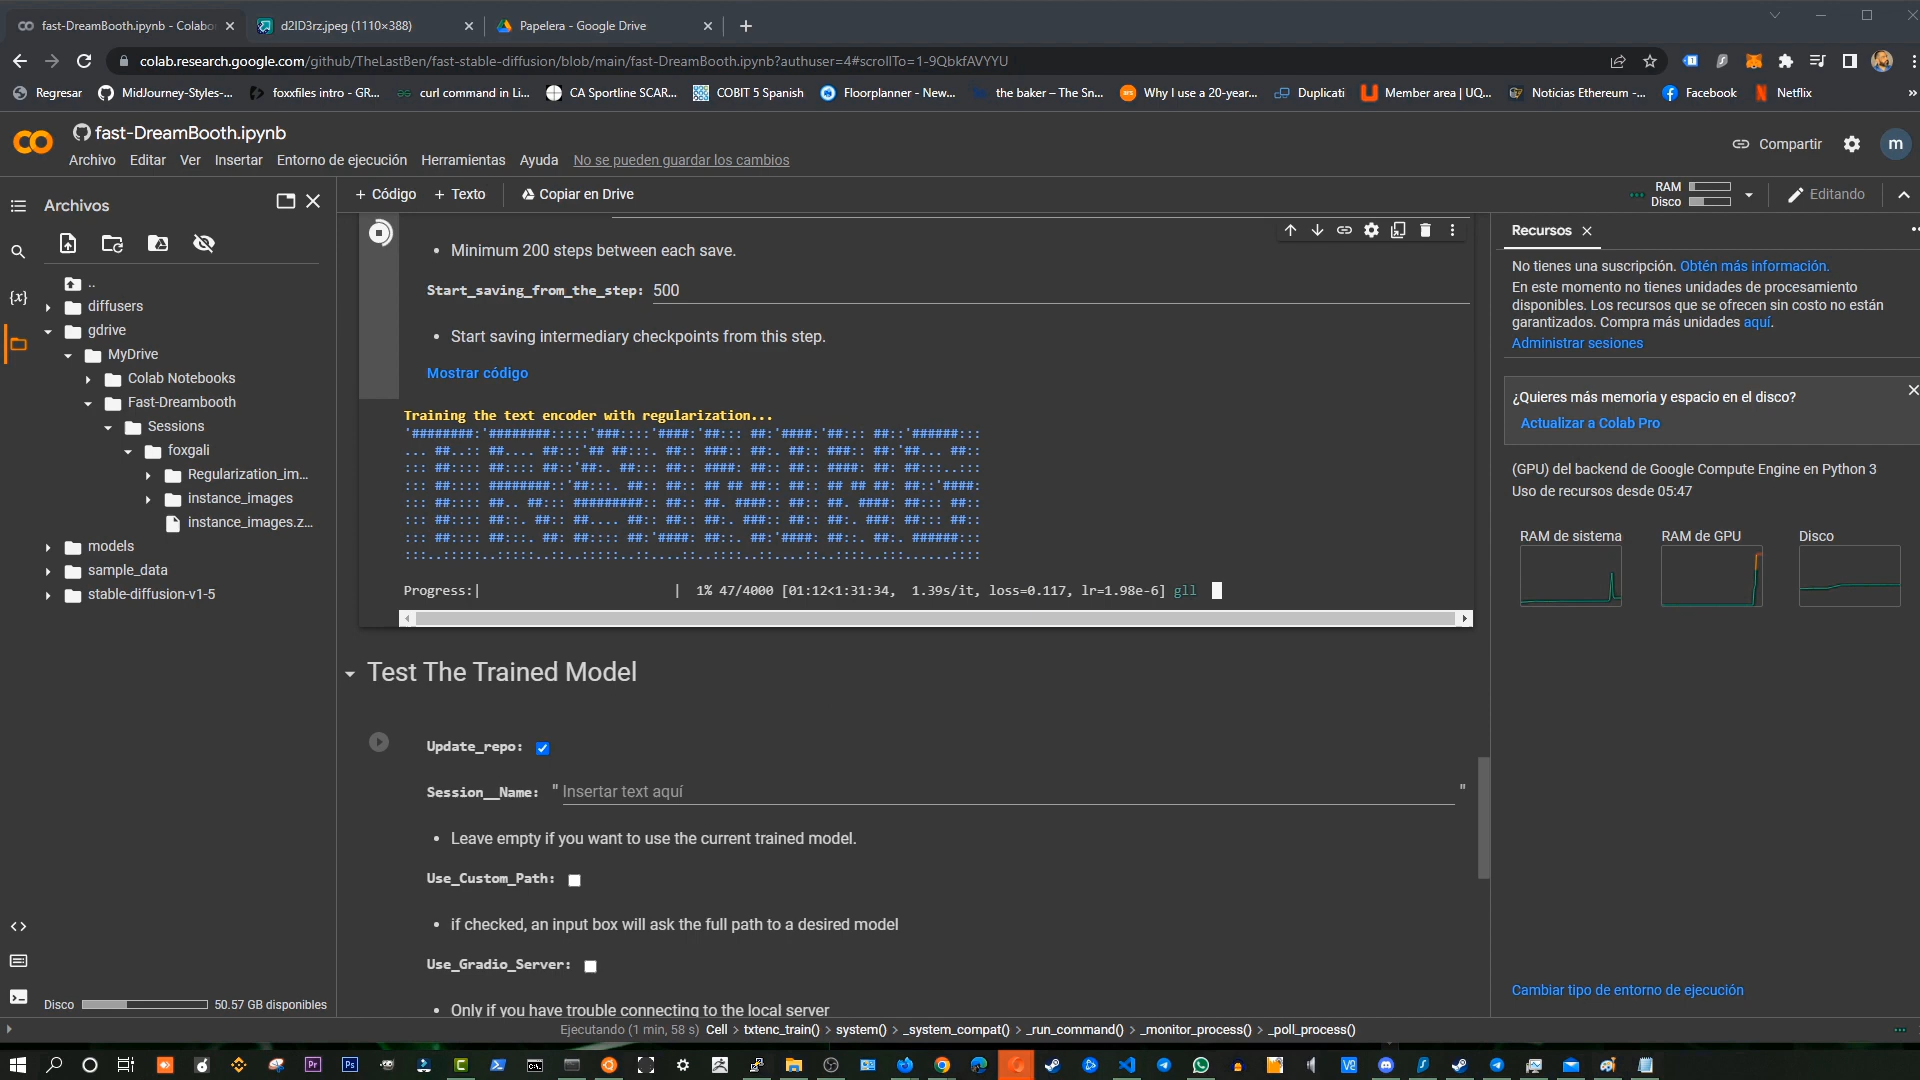 fast-DreamBooth.ipynb - Colabo
d2ID3rz.jpeg (1110×388)
Papelera - Google Drive
colab.research.google.com/github/TheLastBen/fast-stable-diffusion/blob/main/fast-DreamBooth.ipynb?authuser=4#scrollTo=1-9QbkfAVYYU
Regresar
MidJourney-Styles-...
foxxfiles intro - GR...
curl command in Li...
CA Sportline SCAR...
COBIT 5 Spanish
Floorplanner - New...
the baker – The Sn...
Why I use a 20-year...
Duplicati
Member area | UQ...
Noticias Ethereum -...
Facebook
Netflix
»
fast-DreamBooth.ipynb
Archivo Editar Ver Insertar Entorno de ejecución Herramientas Ayuda No se pueden guardar los cambios
Compartir
m
Archivos
+ Código + Texto Copiar en Drive
RAM
Disco
Editando
..
diffusers
gdrive
MyDrive
Colab Notebooks
Fast-Dreambooth
Sessions
foxgali
Regularization_im...
instance_images
instance_images.z...
models
sample_data
stable-diffusion-v1-5
Disco 50.57 GB disponibles
• Minimum 200 steps between each save.
Start_saving_from_the_step: 500
• Start saving intermediary checkpoints from this step.
Mostrar código
Training the text encoder with regularization...
Progress:| | 1% 47/4000 [01:12<1:31:34, 1.39s/it, loss=0.117, lr=1.98e-6] gll
Test The Trained Model
Update_repo:
Session__Name: " Insertar text aquí "
• Leave empty if you want to use the current trained model.
Use_Custom_Path:
• if checked, an input box will ask the full path to a desired model
Use_Gradio_Server:
• Only if you have trouble connecting to the local server
Recursos
No tienes una suscripción. Obtén más información.
En este momento no tienes unidades de procesamiento
disponibles. Los recursos que se ofrecen sin costo no están
garantizados. Compra más unidades aquí.
Administrar sesiones
¿Quieres más memoria y espacio en el disco?
Actualizar a Colab Pro
(GPU) del backend de Google Compute Engine en Python 3
Uso de recursos desde 05:47
RAM de sistema
RAM de GPU
Disco
Cambiar tipo de entorno de ejecución
Ejecutando (1 min, 58 s) Cell > txtenc_train() > system() > _system_compat() > _run_command() > _monitor_process() > _poll_process()